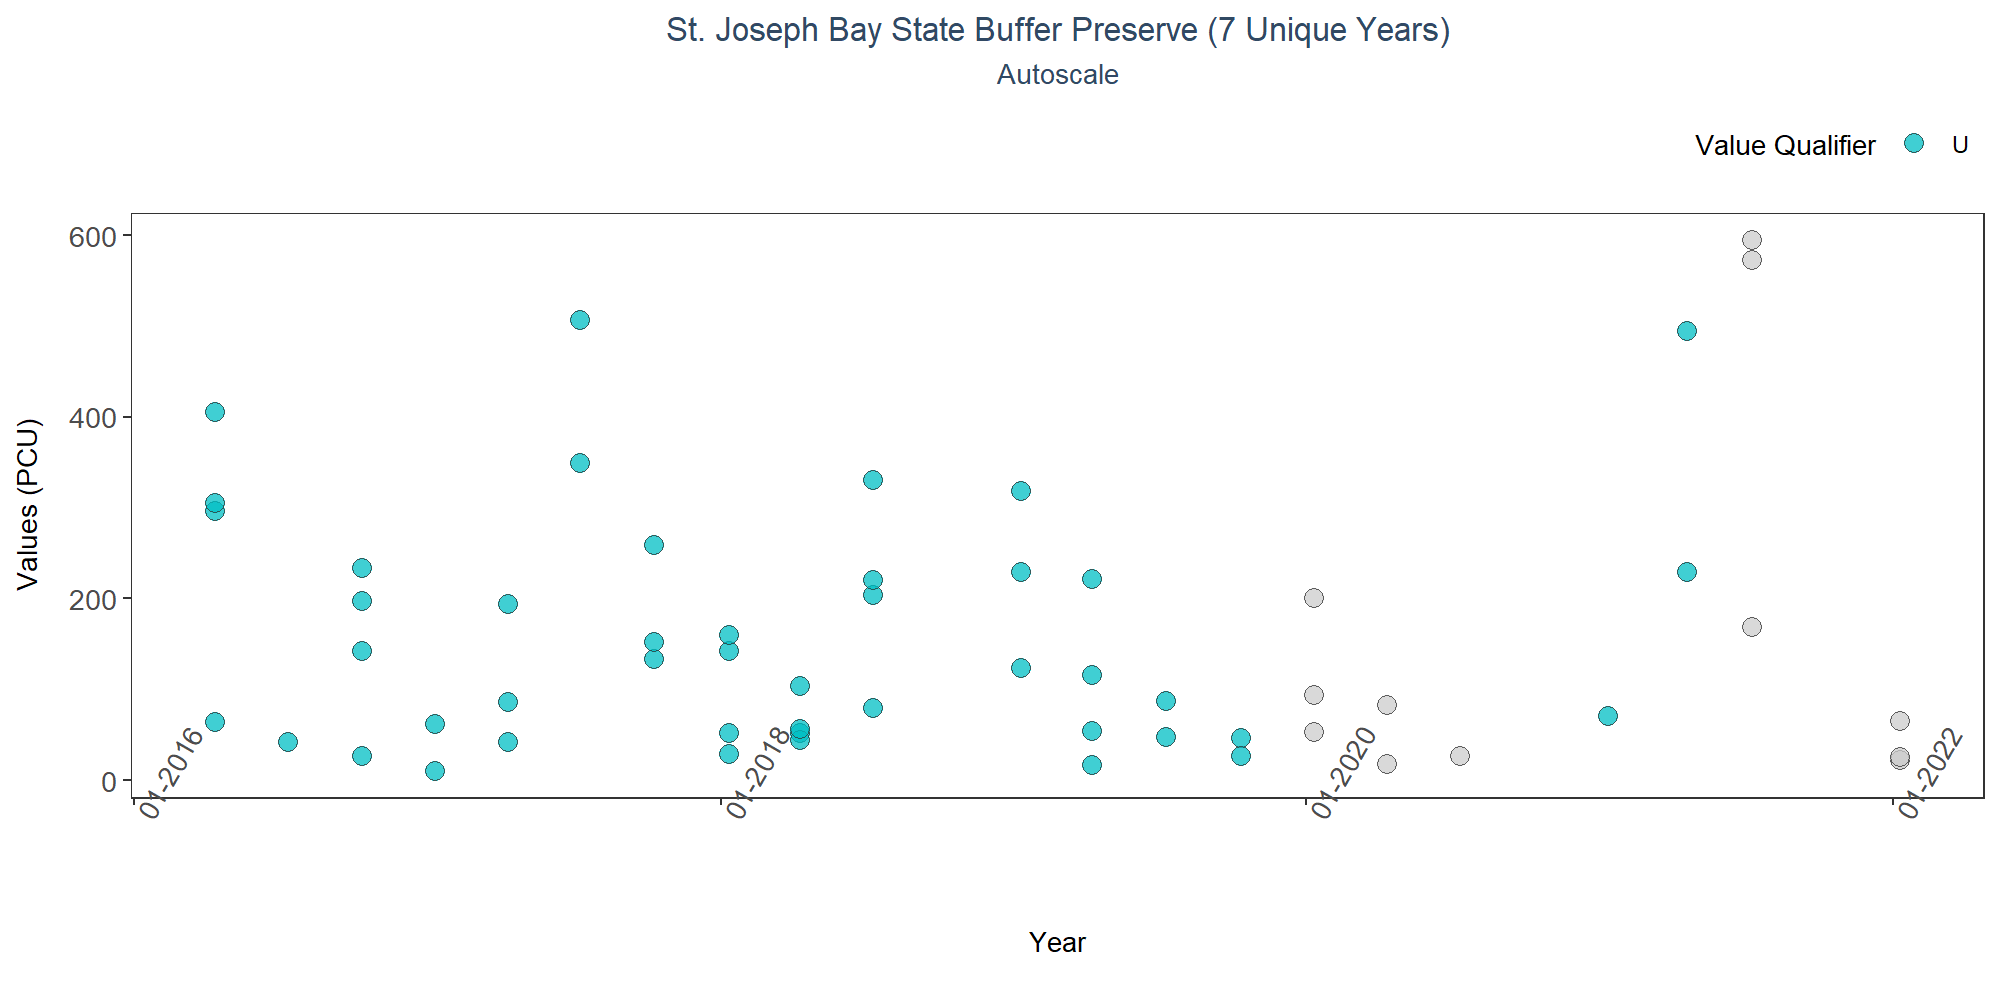 St. Joseph Bay State Buffer Preserve (7 Unique Years)
Autoscale
Value Qualifier U
600
400
200
0
Values (PCU)
01-2016
01-2018
01-2020
01-2022
Year